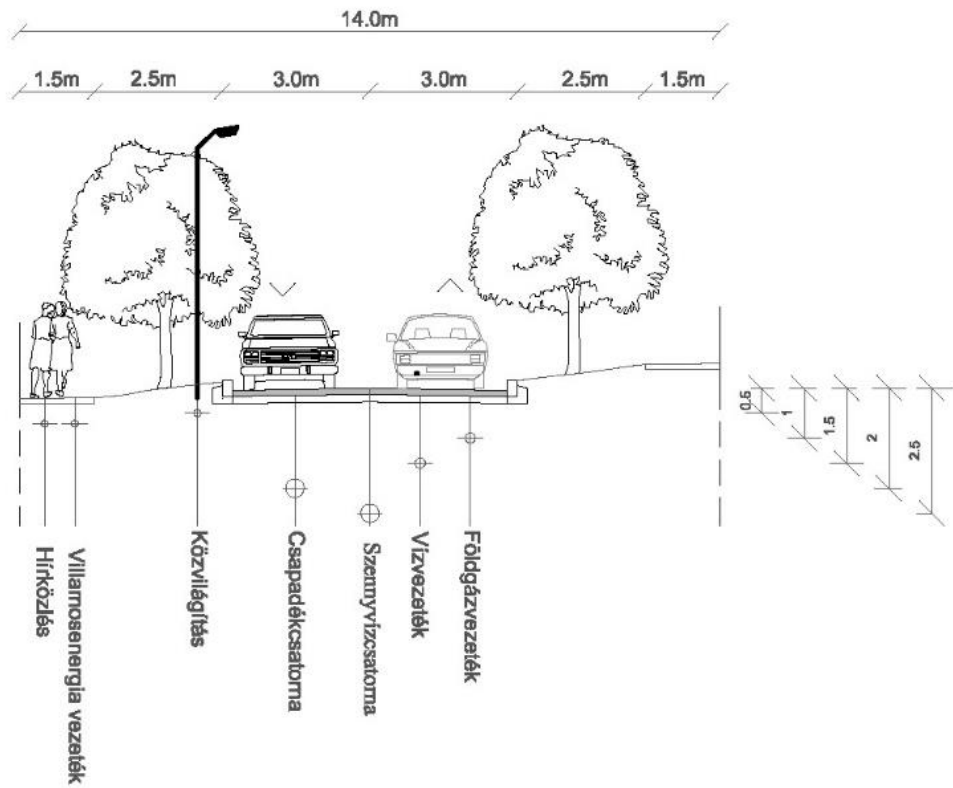 14.0m
1.5m 2.5m 3.0m 3.0m 2.5m 1.5m
0.5
1
1.5
2
2.5
Hírközlés
Villamosenergia vezeték
Közvilágítás
Csapadékcsatorna
Szennyvízcsatorna
Vízvezeték
Földgázvezeték